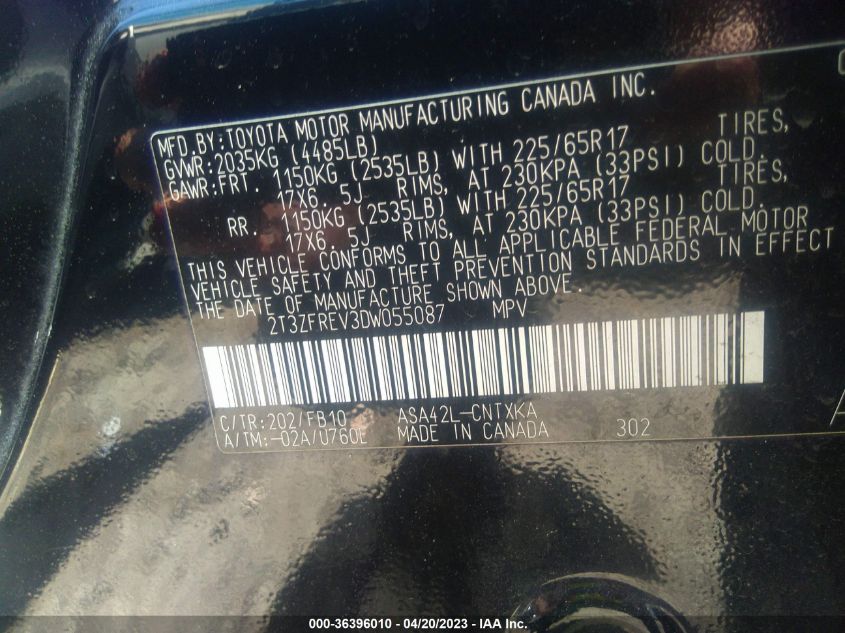 MFD.BY:TOYOTA MOTOR MANUFACTURING CANADA INC.
GVWR:2035KG (4485LB)
GAWR:FRT. 1150KG (2535LB) WITH 225/65R17 TIRES,
17X6.5J RIMS, AT 230KPA (33PSI) COLD.
RR. 1150KG (2535LB) WITH 225/65R17 TIRES,
17X6.5J RIMS, AT 230KPA (33PSI) COLD.
THIS VEHICLE CONFORMS TO ALL APPLICABLE FEDERAL MOTOR
VEHICLE SAFETY AND THEFT PREVENTION STANDARDS IN EFFECT
THE DATE OF MANUFACTURE SHOWN ABOVE.
2T3ZFREV3DW055087 MPV
C/TR:202/FB10 ASA42L-CNTXKA
A/TM:-02A/U760E MADE IN CANADA 302
000-36396010 - 04/20/2023 - IAA Inc.